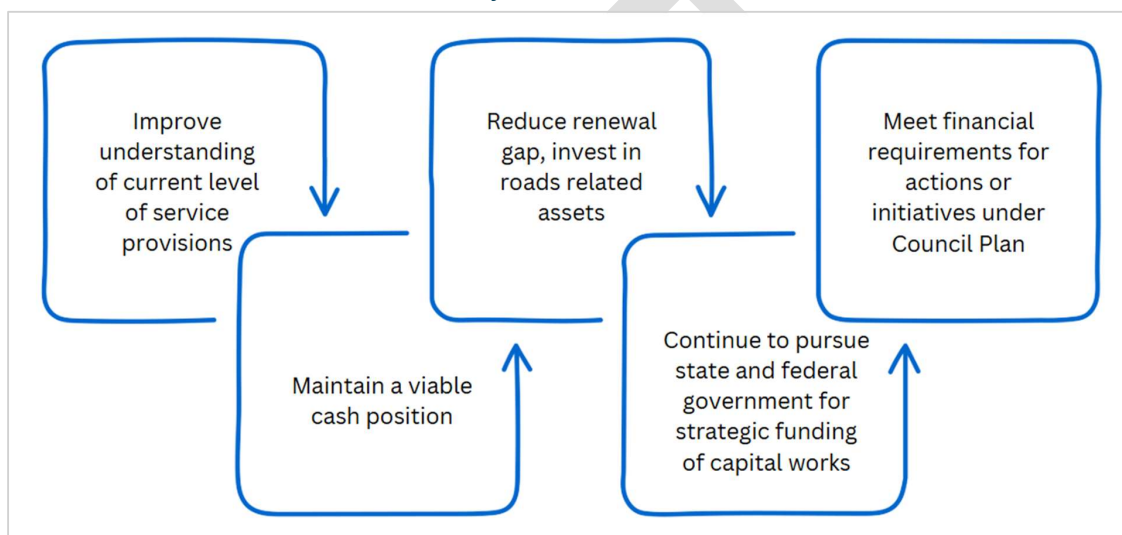 Improve
understanding
of current level
of service
provisions
Maintain a viable
cash position
Reduce renewal
gap, invest in
roads related
assets
Continue to pursue
state and federal
government for
strategic funding
of capital works
Meet financial
requirements for
actions or
initiatives under
Council Plan